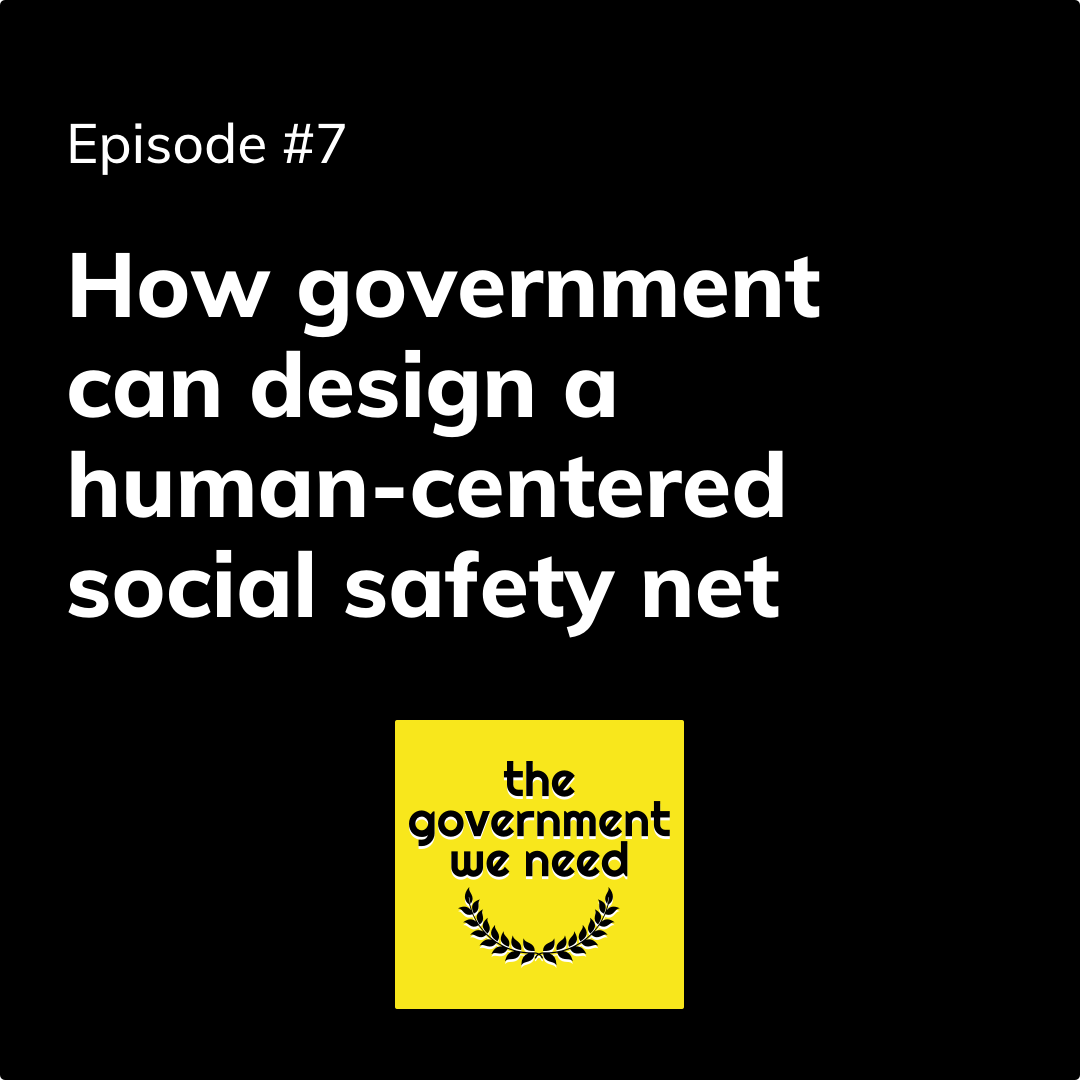 Episode #7
How government
can design a
human-centered
social safety net
the
government
we need